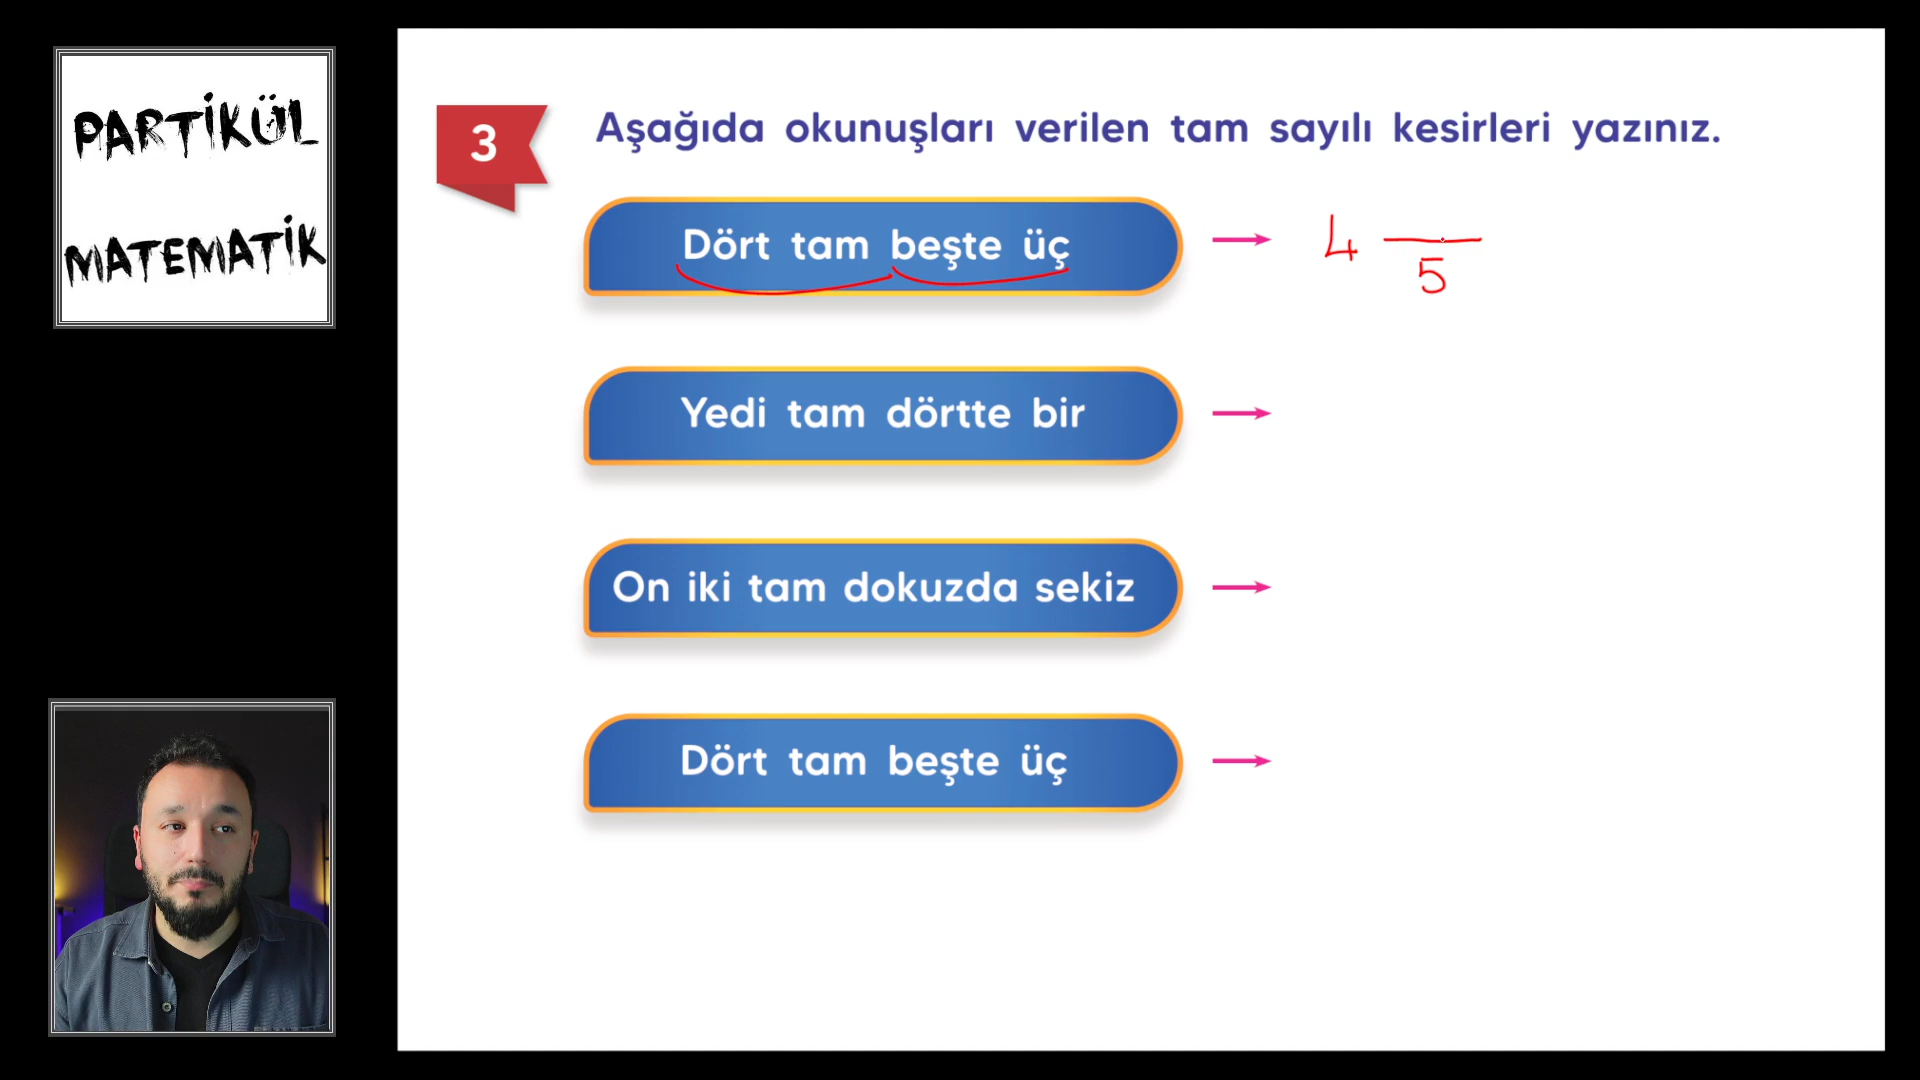 PARTİKÜL
MATEMATİK
3
Aşağıda okunuşları verilen tam sayılı kesirleri yazınız.
Dört tam beşte üç
4
5
Yedi tam dörtte bir
On iki tam dokuzda sekiz
Dört tam beşte üç